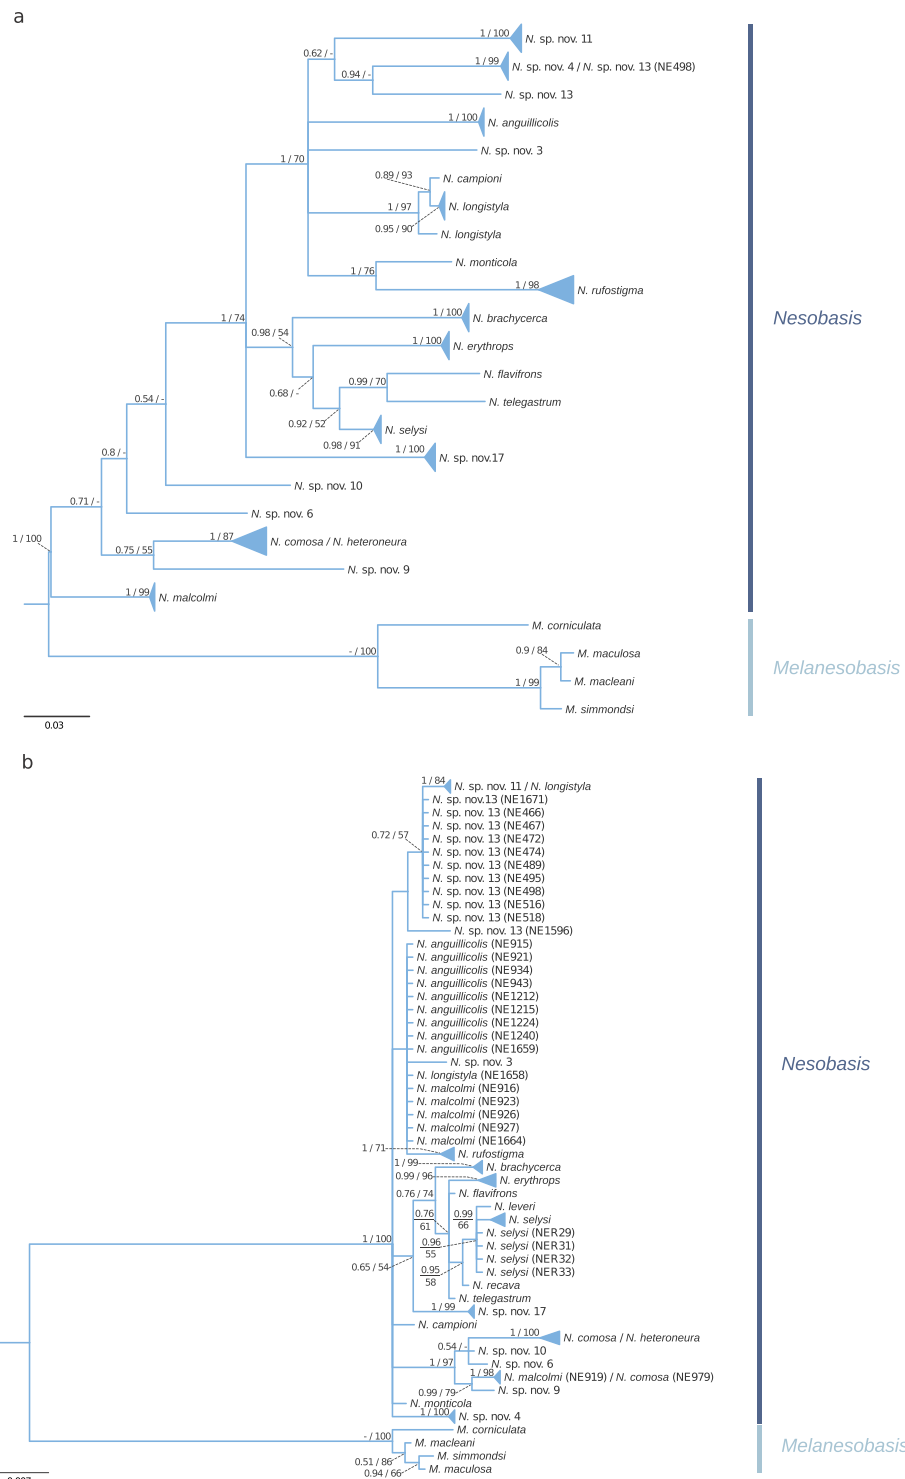 a
1 / 100
N. sp. nov. 11
0.62 / -
1 / 99
N. sp. nov. 4 / N. sp. nov. 13 (NE498)
0.94 / -
N. sp. nov. 13
1 / 100
N. anguillicolis
N. sp. nov. 3
1 / 70
0.89 / 93
N. campioni
1 / 97
N. longistyla
0.95 / 90
N. longistyla
N. monticola
1 / 76
1 / 98
N. rufostigma
1 / 74
1 / 100
N. brachycerca
Nesobasis
0.98 / 54
1 / 100
N. erythrops
N. flavifrons
0.99 / 70
0.68 / -
N. telegastrum
0.92 / 52
N. selysi
0.98 / 91
1 / 100
N. sp. nov.17
0.54 / -
0.8 / -
N. sp. nov. 10
0.71 / -
N. sp. nov. 6
1 / 100
1 / 87
N. comosa / N. heteroneura
0.75 / 55
N. sp. nov. 9
1 / 99
N. malcolmi
M. corniculata
- / 100
0.9 / 84
M. maculosa
Melanesobasis
1 / 99
M. macleani
M. simmondsi
0.03
b
1 / 84
N. sp. nov. 11 / N. longistyla
N. sp. nov.13 (NE1671)
N. sp. nov. 13 (NE466)
N. sp. nov. 13 (NE467)
0.72 / 57
N. sp. nov. 13 (NE472)
N. sp. nov. 13 (NE474)
N. sp. nov. 13 (NE489)
N. sp. nov. 13 (NE495)
N. sp. nov. 13 (NE498)
N. sp. nov. 13 (NE516)
N. sp. nov. 13 (NE518)
N. sp. nov. 13 (NE1596)
N. anguillicolis (NE915)
N. anguillicolis (NE921)
N. anguillicolis (NE934)
N. anguillicolis (NE943)
N. anguillicolis (NE1212)
N. anguillicolis (NE1215)
N. anguillicolis (NE1224)
N. anguillicolis (NE1240)
N. anguillicolis (NE1659)
N. sp. nov. 3
Nesobasis
N. longistyla (NE1658)
N. malcolmi (NE916)
N. malcolmi (NE923)
N. malcolmi (NE926)
N. malcolmi (NE927)
N. malcolmi (NE1664)
1 / 71
N. rufostigma
1 / 99
N. brachycerca
0.99 / 96
N. erythrops
0.76 / 74
N. flavifrons
N. leveri
0.76
61
0.99
66
N. selysi
N. selysi (NER29)
1 / 100
0.96
55
N. selysi (NER31)
N. selysi (NER32)
0.65 / 54
0.95
58
N. selysi (NER33)
N. recava
N. telegastrum
1 / 99
N. sp. nov. 17
N. campioni
1 / 100
N. comosa / N. heteroneura
0.54 / -
N. sp. nov. 10
1 / 97
N. sp. nov. 6
1 / 98
N. malcolmi (NE919) / N. comosa (NE979)
0.99 / 79
N. sp. nov. 9
N. monticola
1 / 100
N. sp. nov. 4
M. corniculata
- / 100
M. macleani
Melanesobasis
0.51 / 86
M. simmondsi
0.94 / 66
M. maculosa